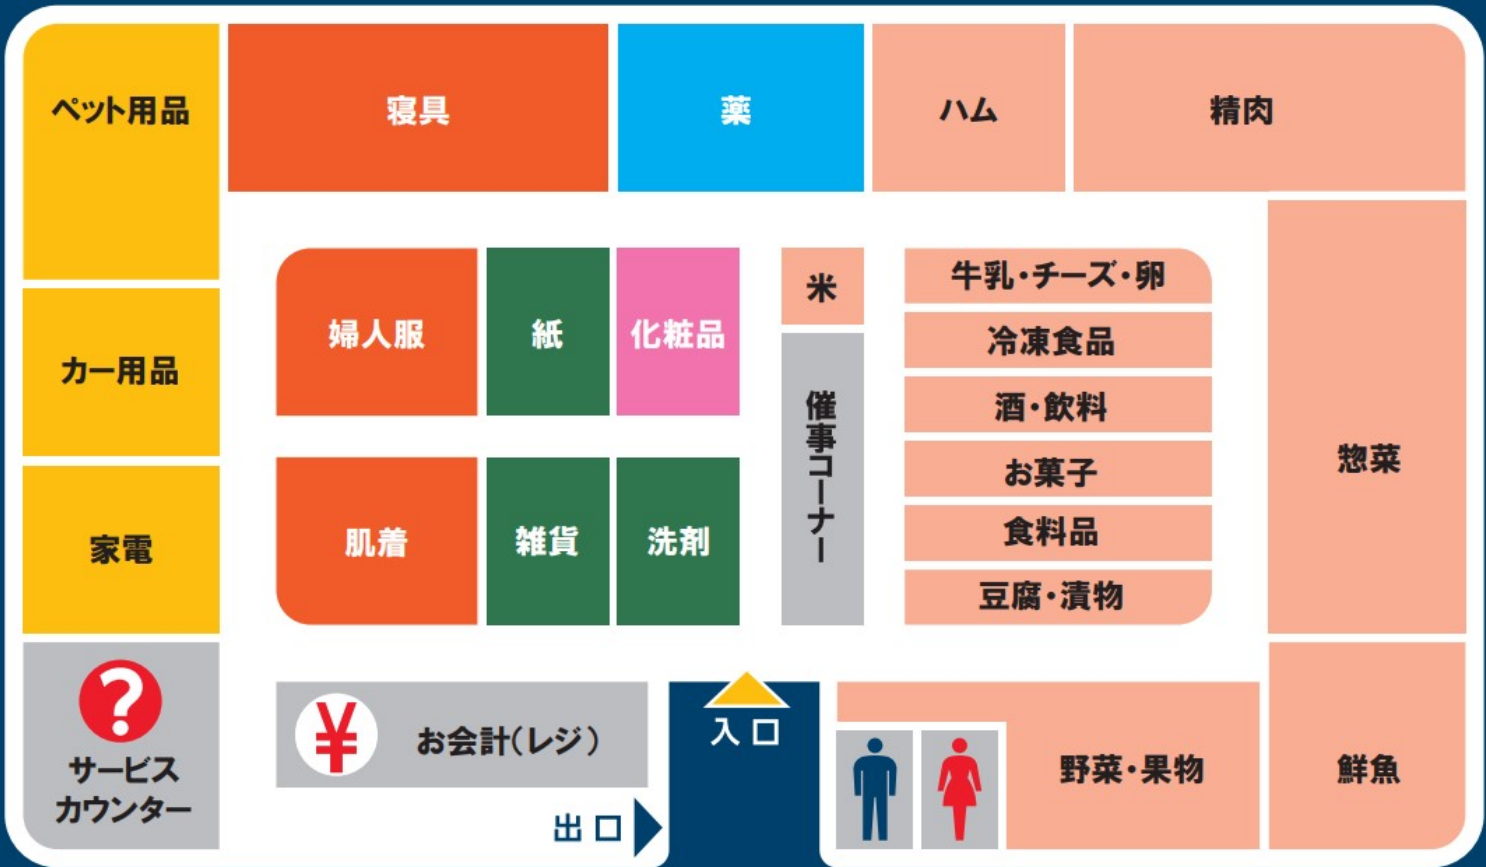 ペット用品
寝具
薬
ハム
精肉
カー用品
家電
?
サービス
カウンター
婦人服
紙
化粧品
肌着
雑貨
洗剤
米
催事コーナー
牛乳・チーズ・卵
冷凍食品
酒・飲料
お菓子
食料品
豆腐・漬物
惣菜
¥
お会計(レジ)
入口
出口
野菜・果物
鮮魚